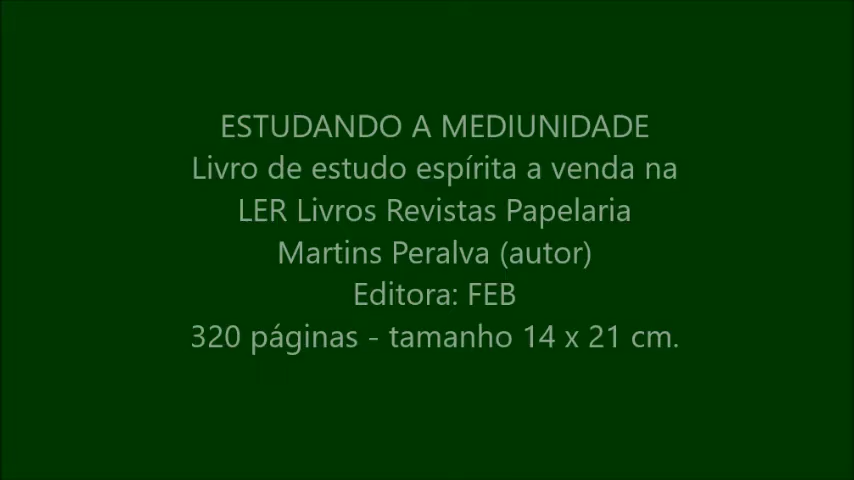 ESTUDANDO A MEDIUNIDADE
Livro de estudo espírita a venda na
LER Livros Revistas Papelaria
Martins Peralva (autor)
Editora: FEB
320 páginas - tamanho 14 x 21 cm.